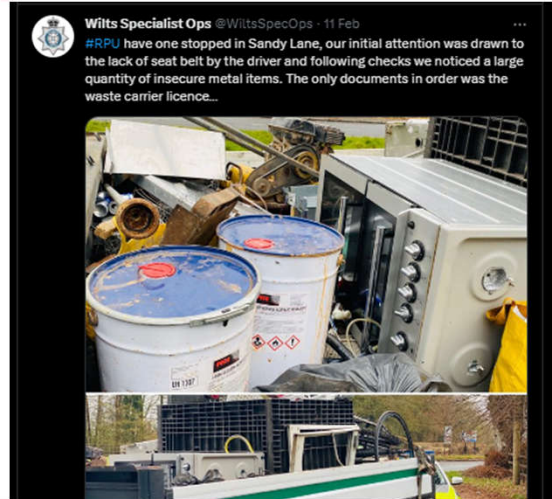 Wilts Specialist Ops @WiltsSpecOps · 11 Feb
#RPU have one stopped in Sandy Lane, our initial attention was drawn to
the lack of seat belt by the driver and following checks we noticed a large
quantity of insecure metal items. The only documents in order was the
waste carrier licence...